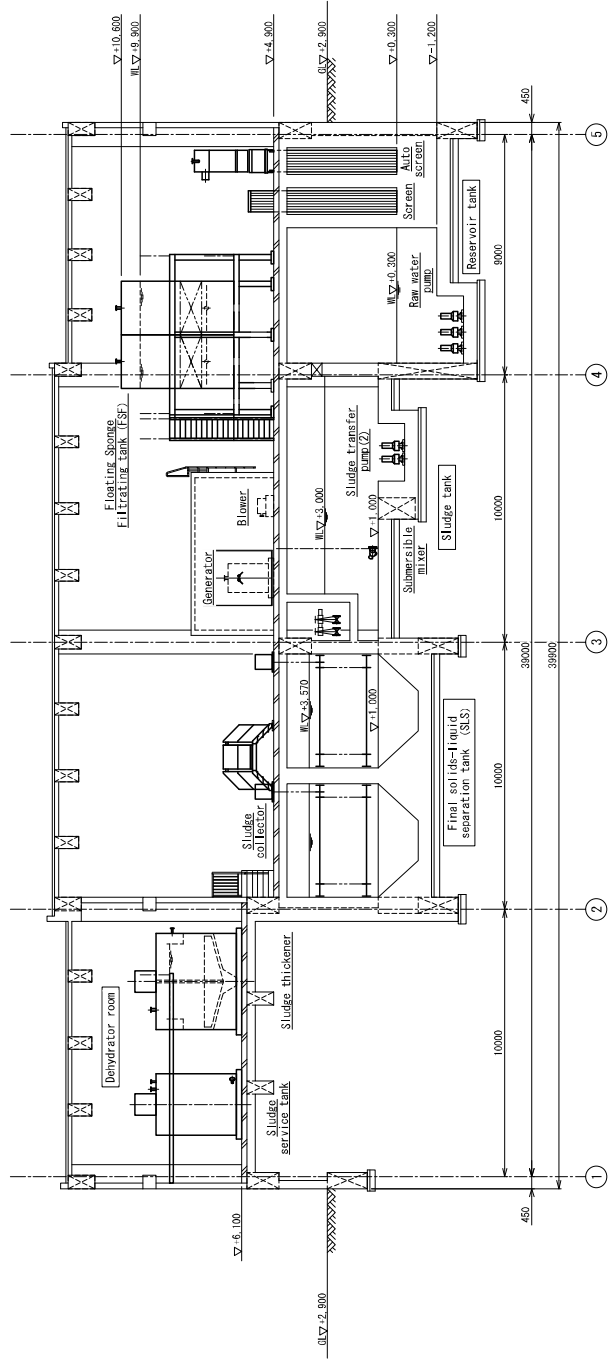 ▽+10,600
WL▽+9,900
▽+4,900
GL▽+2,900
▽+0,300
▽-1,200
▽+6,100
GL▽+2,900
Dehydrator room
Sludge
service tank
Sludge thickener
Sludge
collector
Generator
Blower
Floating Sponge
Filtrating tank (FSF)
WL▽+3,570
▽+1,000
WL▽+3,000
▽+1,000
Sludge transfer
pump(2)
WL▽+0,300
Raw water
pump
Screen
Auto
screen
Final solids-liquid
separation tank (SLS)
Submersible
mixer
Sludge tank
Reservoir tank
450
10000
10000
10000
9000
450
39000
39900
1
2
3
4
5